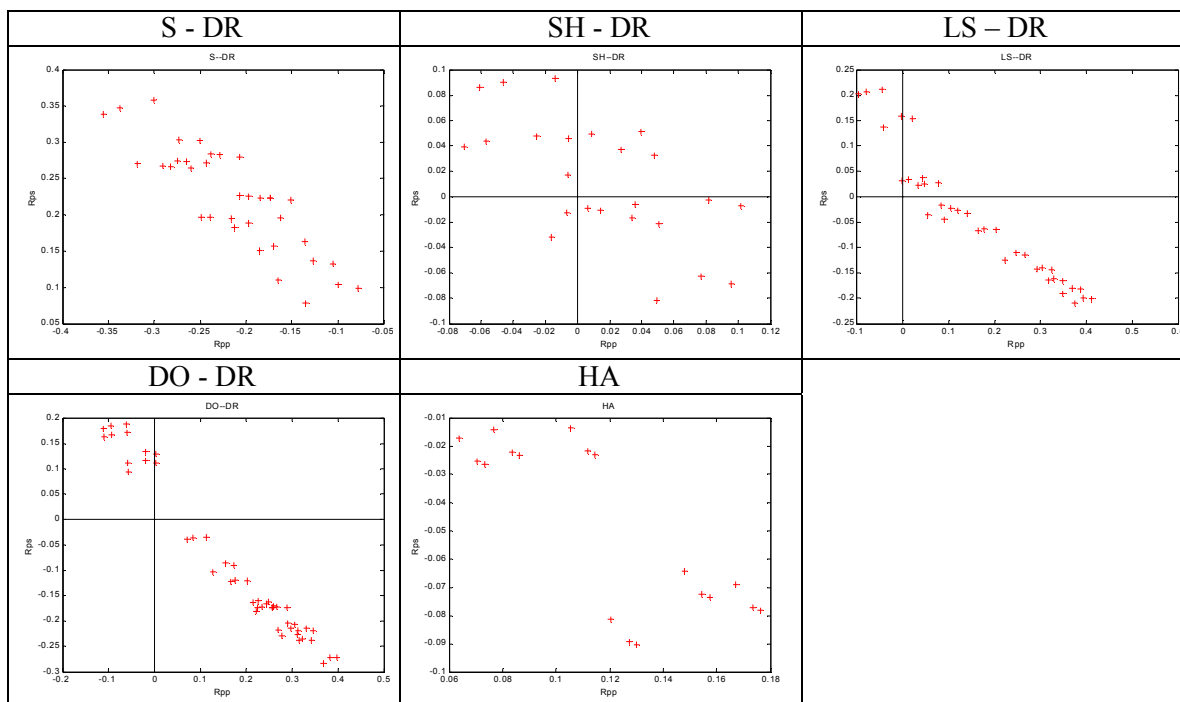 S - DR
SH - DR
LS – DR
S--DR
0.4
0.35
0.3
0.25
0.2
0.15
0.1
0.05
Rps
-0.4 -0.35 -0.3 -0.25 -0.2 -0.15 -0.1 -0.05
Rpp
SH--DR
0.1
0.08
0.06
0.04
0.02
0
-0.02
-0.04
-0.06
-0.08
-0.1
Rps
0.08 -0.06 -0.04 -0.02 0 0.02 0.04 0.06 0.08 0.1 0.12
Rpp
LS--DR
0.25
0.2
0.15
0.1
0.05
0
-0.05
-0.1
-0.15
-0.2
-0.25
Rps
-0.1 0 0.1 0.2 0.3 0.4 0.5
Rpp
DO - DR
HA
DO--DR
0.2
0.15
0.1
0.05
0
-0.05
-0.1
-0.15
-0.2
-0.25
-0.3
Rps
-0.2 -0.1 0 0.1 0.2 0.3 0.4 0.5
Rpp
HA
-0.01
-0.02
-0.03
-0.04
-0.05
-0.06
-0.07
-0.08
-0.09
-0.1
Rps
0.06 0.08 0.1 0.12 0.14 0.16 0.18
Rpp